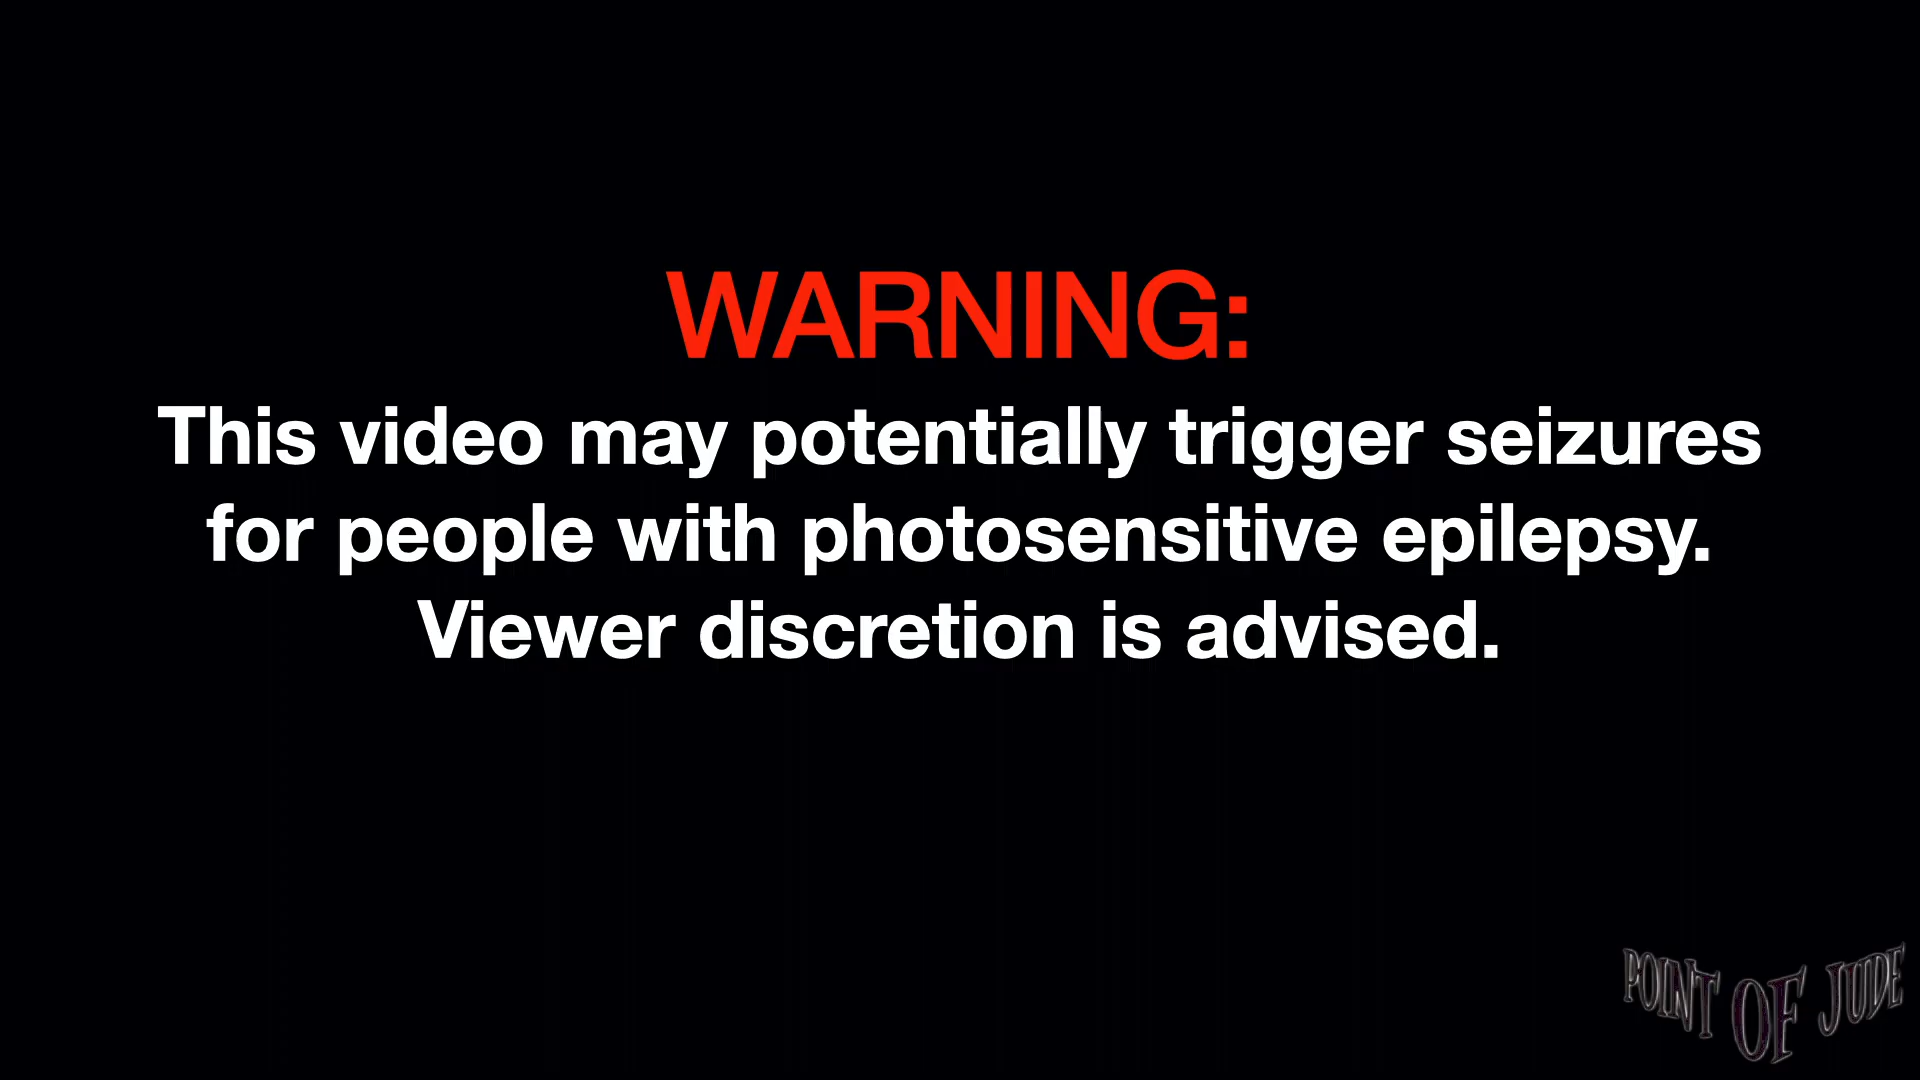 WARNING:
This video may potentially trigger seizures
for people with photosensitive epilepsy.
Viewer discretion is advised.
POINT OF JUDE